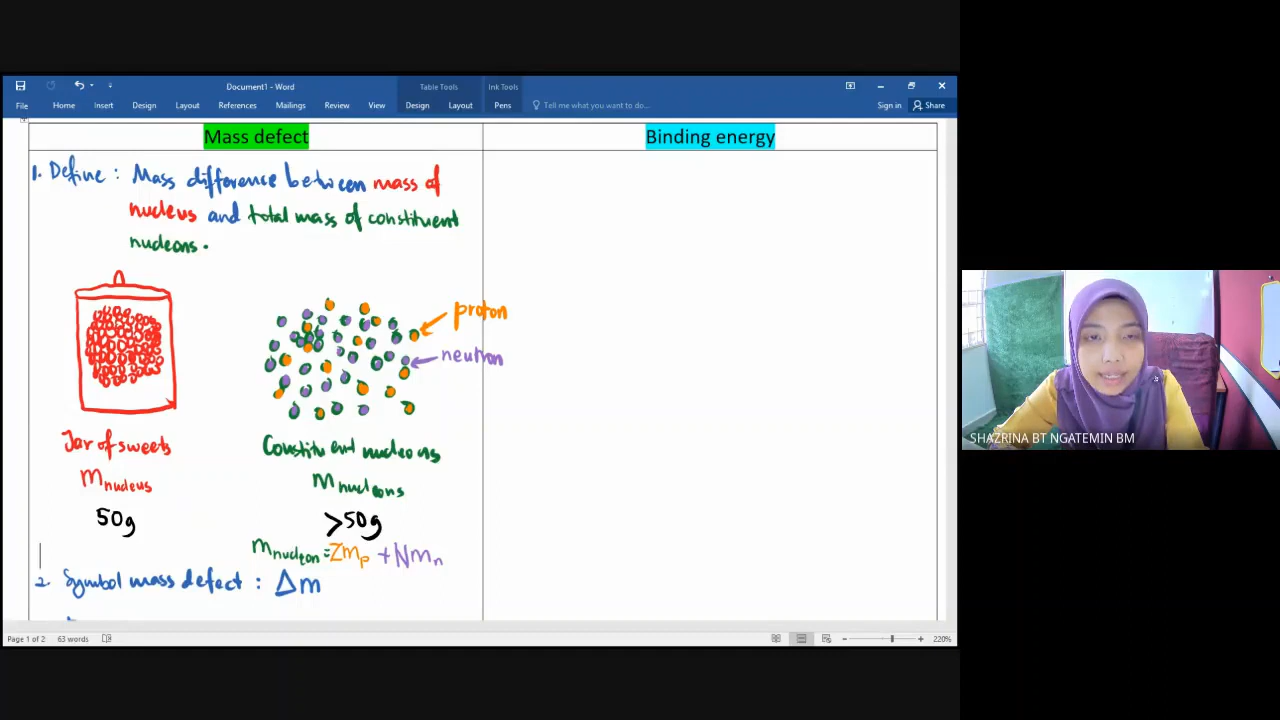 Document1 - Word
Table Tools
Ink Tools
File
Home
Insert
Design
Layout
References
Mailings
Review
View
Design
Layout
Pens
Tell me what you want to do...
Sign in
Share
Mass defect
Binding energy
1. Define : Mass difference between mass of
nucleus and total mass of constituent
nucleons.
proton
neutron
Jar of sweets
Constituent nucleons
Mnucleus
Mnucleons
50g
>50g
Mnucleon = Zmp + Nmn
2. Symbol mass defect : Δm
SHAZRINA BT NGATEMIN BM
Page 1 of 2
63 words
220%